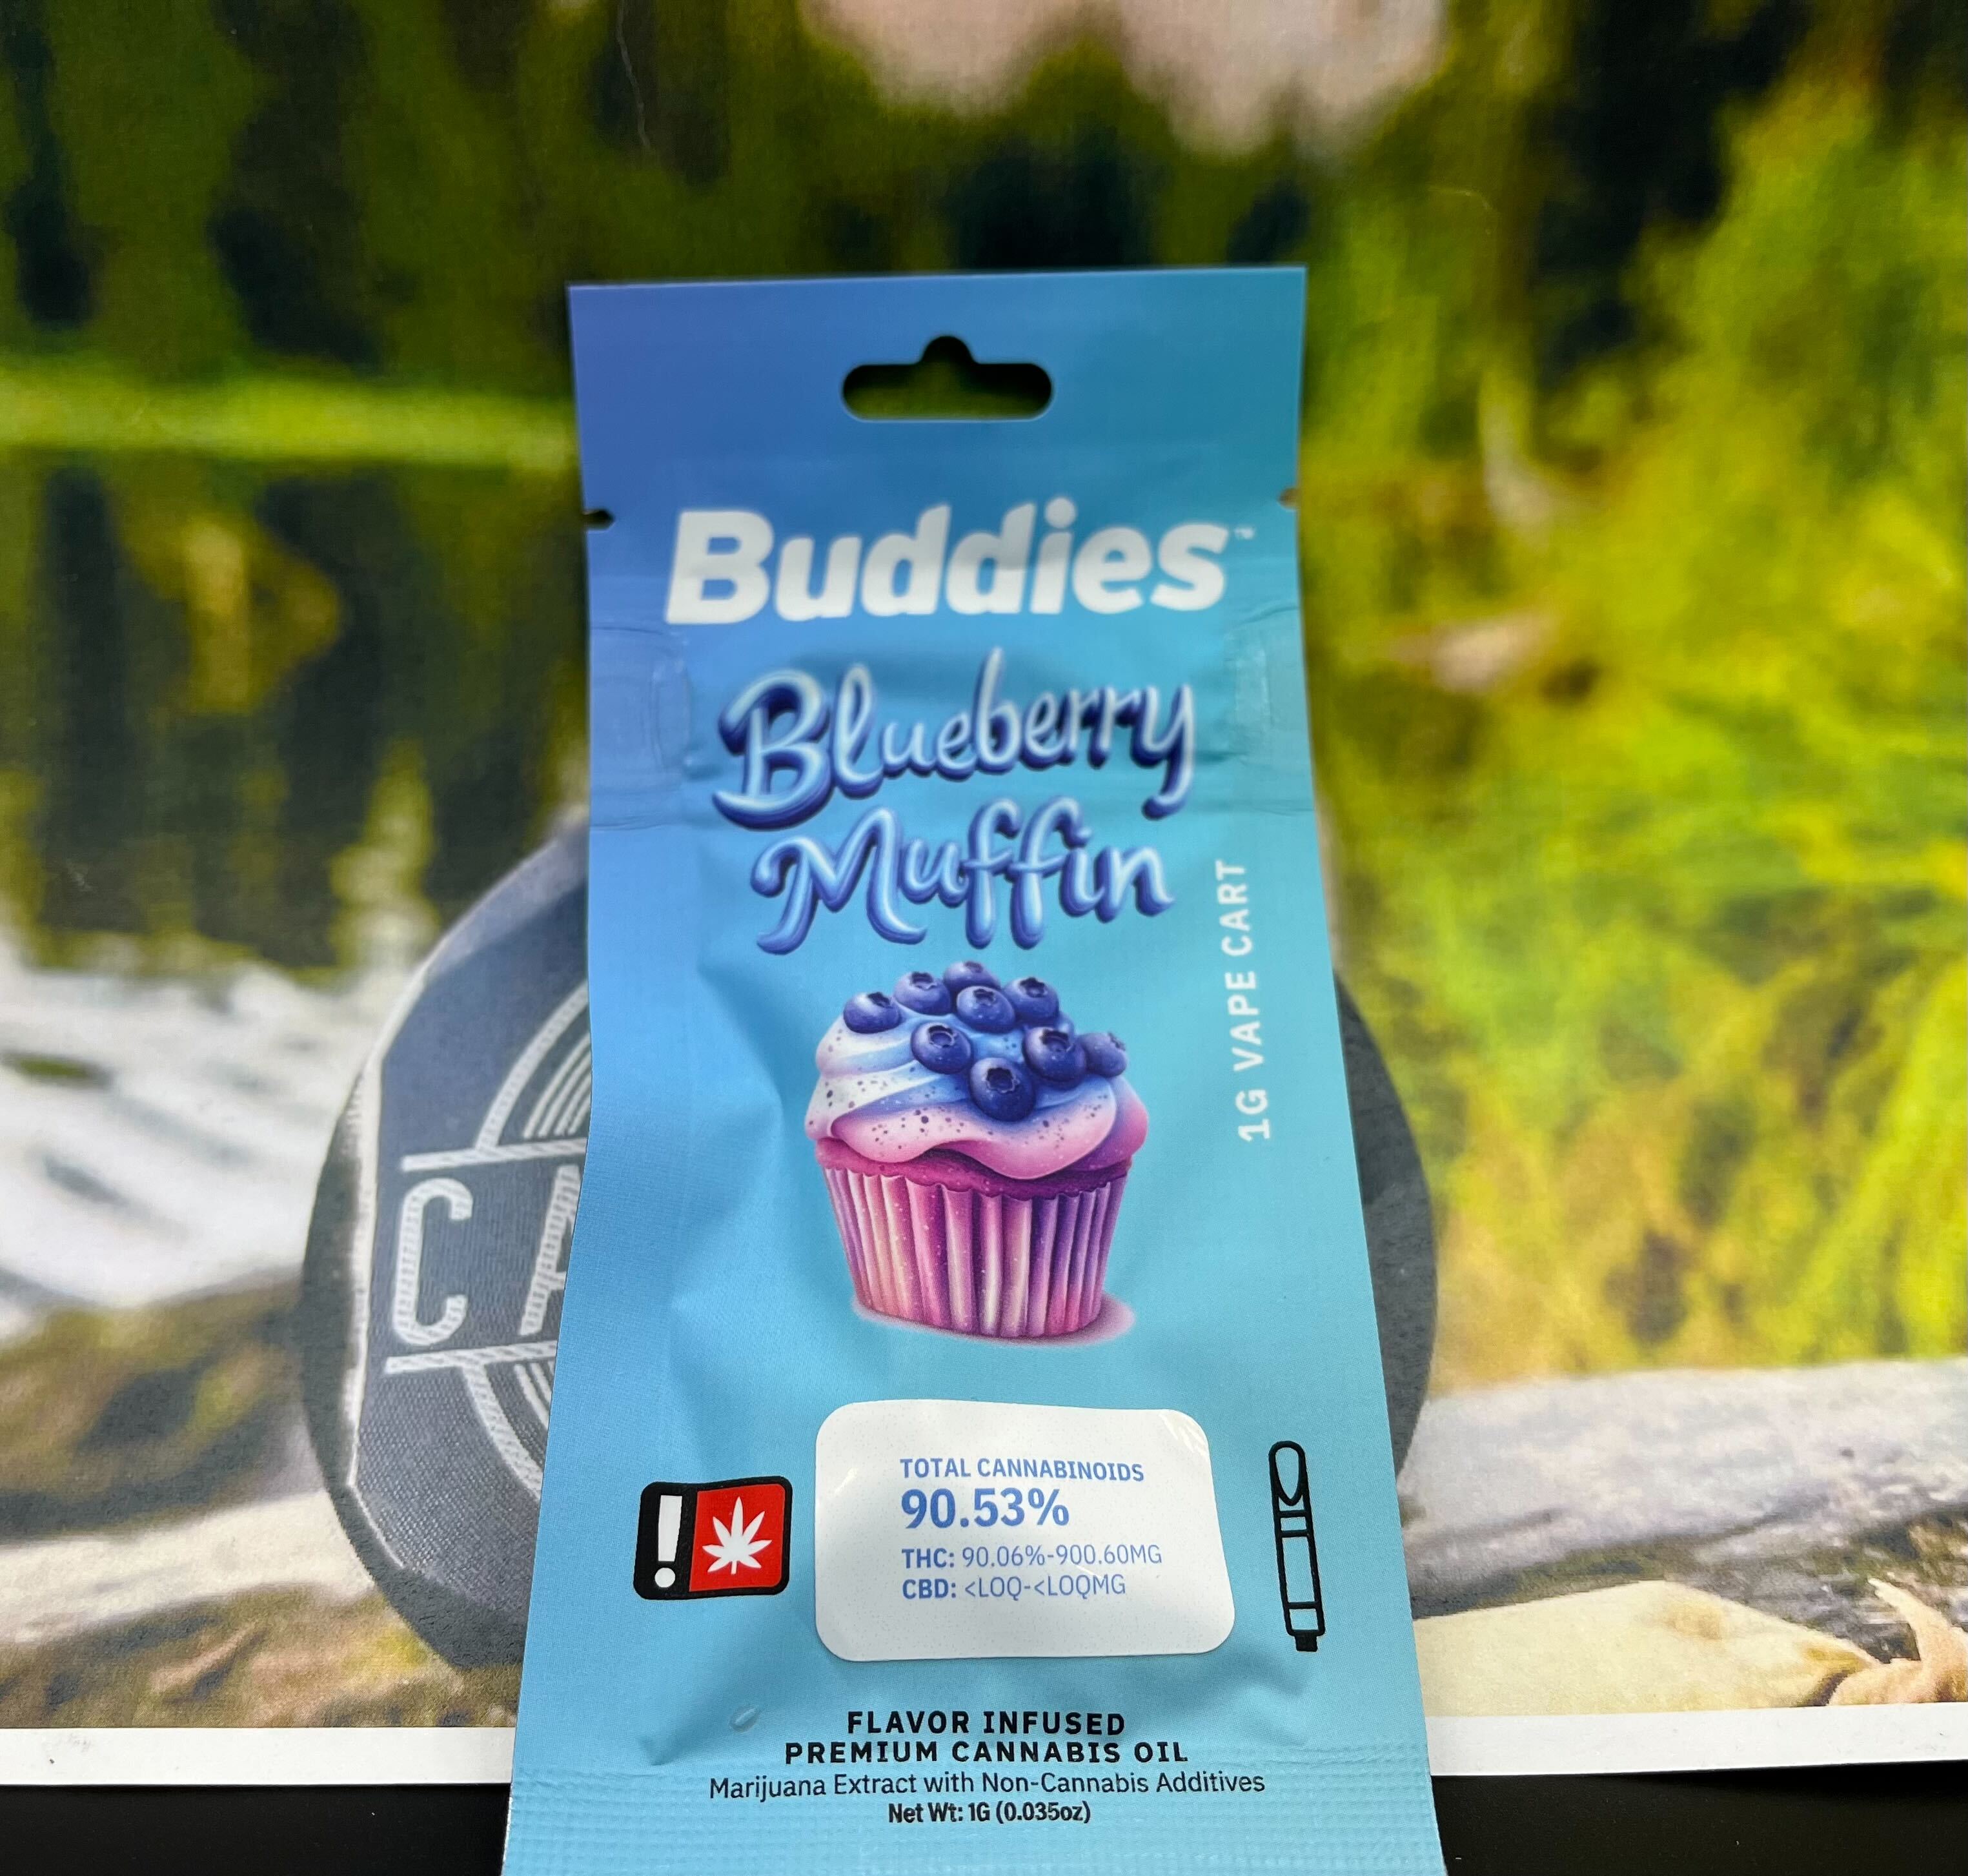 Buddies
Blueberry
Muffin
1G VAPE CART
TOTAL CANNABINOIDS
90.53%
THC: 90.06%-900.60MG
CBD: <LOQ-<LOQMG
FLAVOR INFUSED
PREMIUM CANNABIS OIL
Marijuana Extract with Non-Cannabis Additives
Net Wt: 1G (0.035oz)